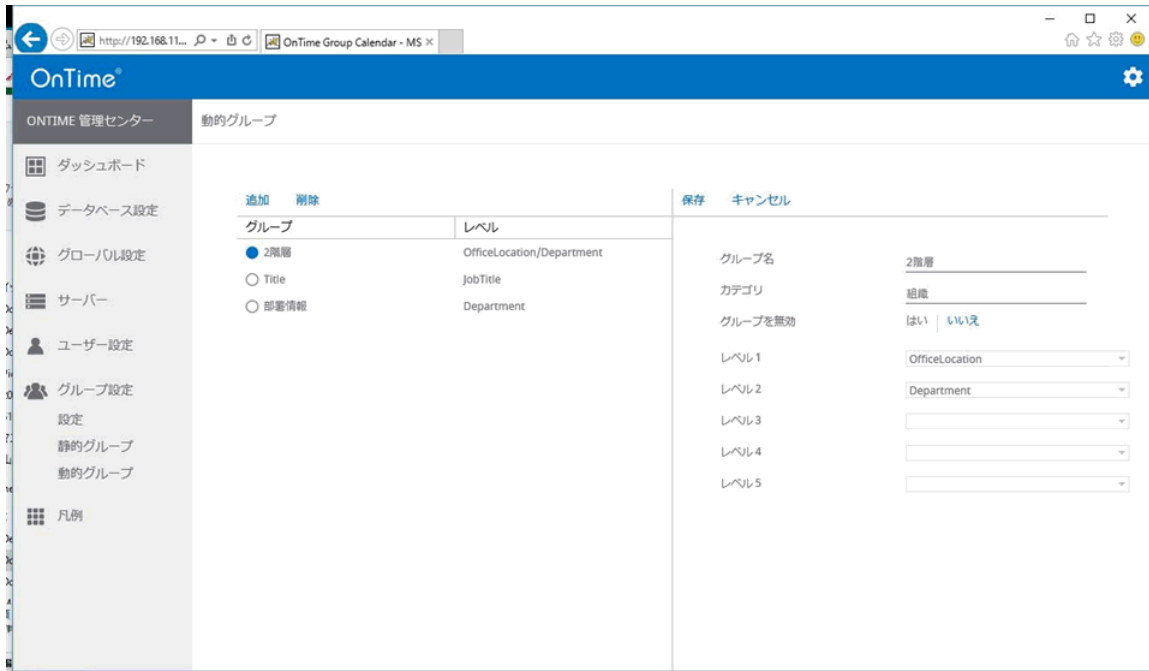 http://192.168.11...
OnTime Group Calendar - MS
OnTime®
ONTIME 管理センター
動的グループ
ダッシュボード
データベース設定
グローバル設定
サーバー
ユーザー設定
グループ設定
設定
静的グループ
動的グループ
凡例
追加 削除
グループ レベル
2階層 OfficeLocation/Department
Title JobTitle
部署情報 Department
保存 キャンセル
グループ名 2階層
カテゴリ 組織
グループを無効 はい いいえ
レベル 1 OfficeLocation
レベル 2 Department
レベル 3
レベル 4
レベル 5